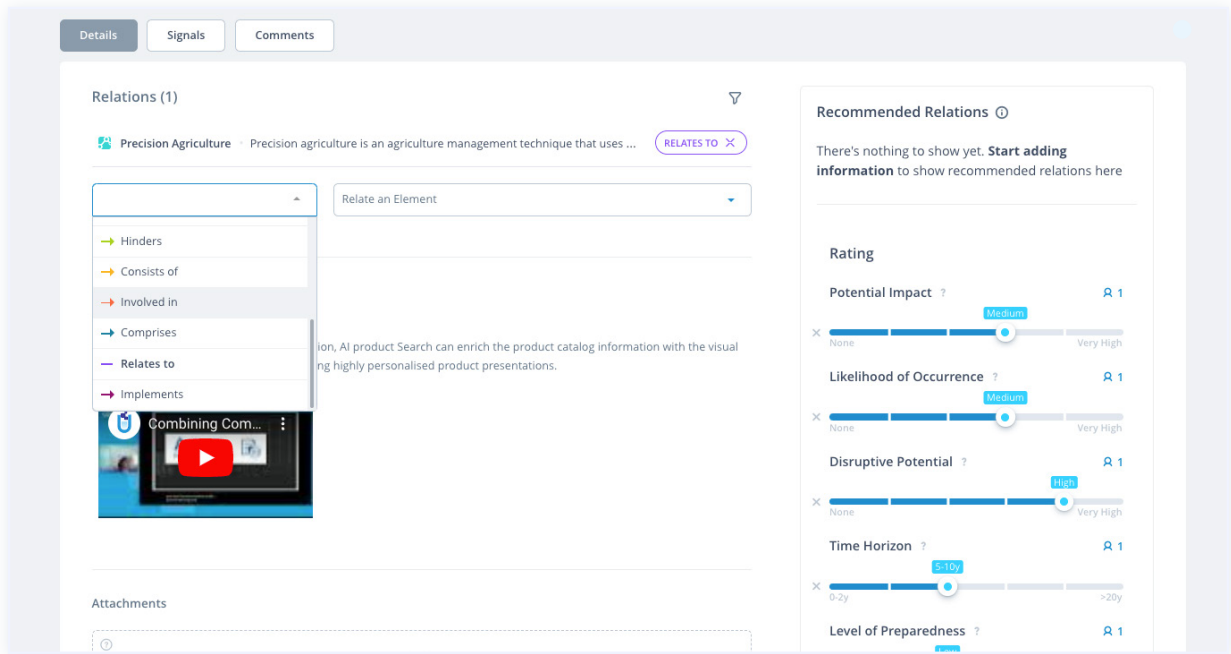 Details
Signals
Comments
Relations (1)
Precision Agriculture · Precision agriculture is an agriculture management technique that uses ...
RELATES TO
Relate an Element
Hinders
Consists of
Involved in
Comprises
Relates to
Implements
ion, AI product Search can enrich the product catalog information with the visual
ng highly personalised product presentations.
Combining Com...
Attachments
?
Recommended Relations
There's nothing to show yet. Start adding
information to show recommended relations here
Rating
Potential Impact ? 1
Medium
None Very High
Likelihood of Occurrence ? 1
Medium
None Very High
Disruptive Potential ? 1
High
None Very High
Time Horizon ? 1
5-10y
0-2y >20y
Level of Preparedness ? 1